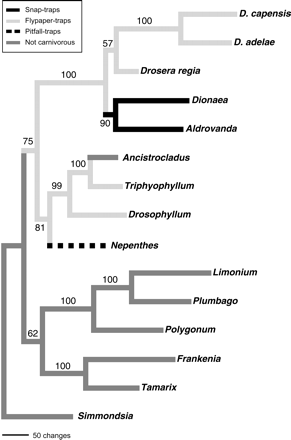 Snap-traps
Flypaper-traps
Pitfall-traps
Not carnivorous
100
D. capensis
57
D. adelae
100
Drosera regia
Dionaea
90
Aldrovanda
75
100
Ancistrocladus
99
Triphyophyllum
Drosophyllum
81
Nepenthes
100
Limonium
100
Plumbago
Polygonum
62
Frankenia
100
Tamarix
Simmondsia
50 changes